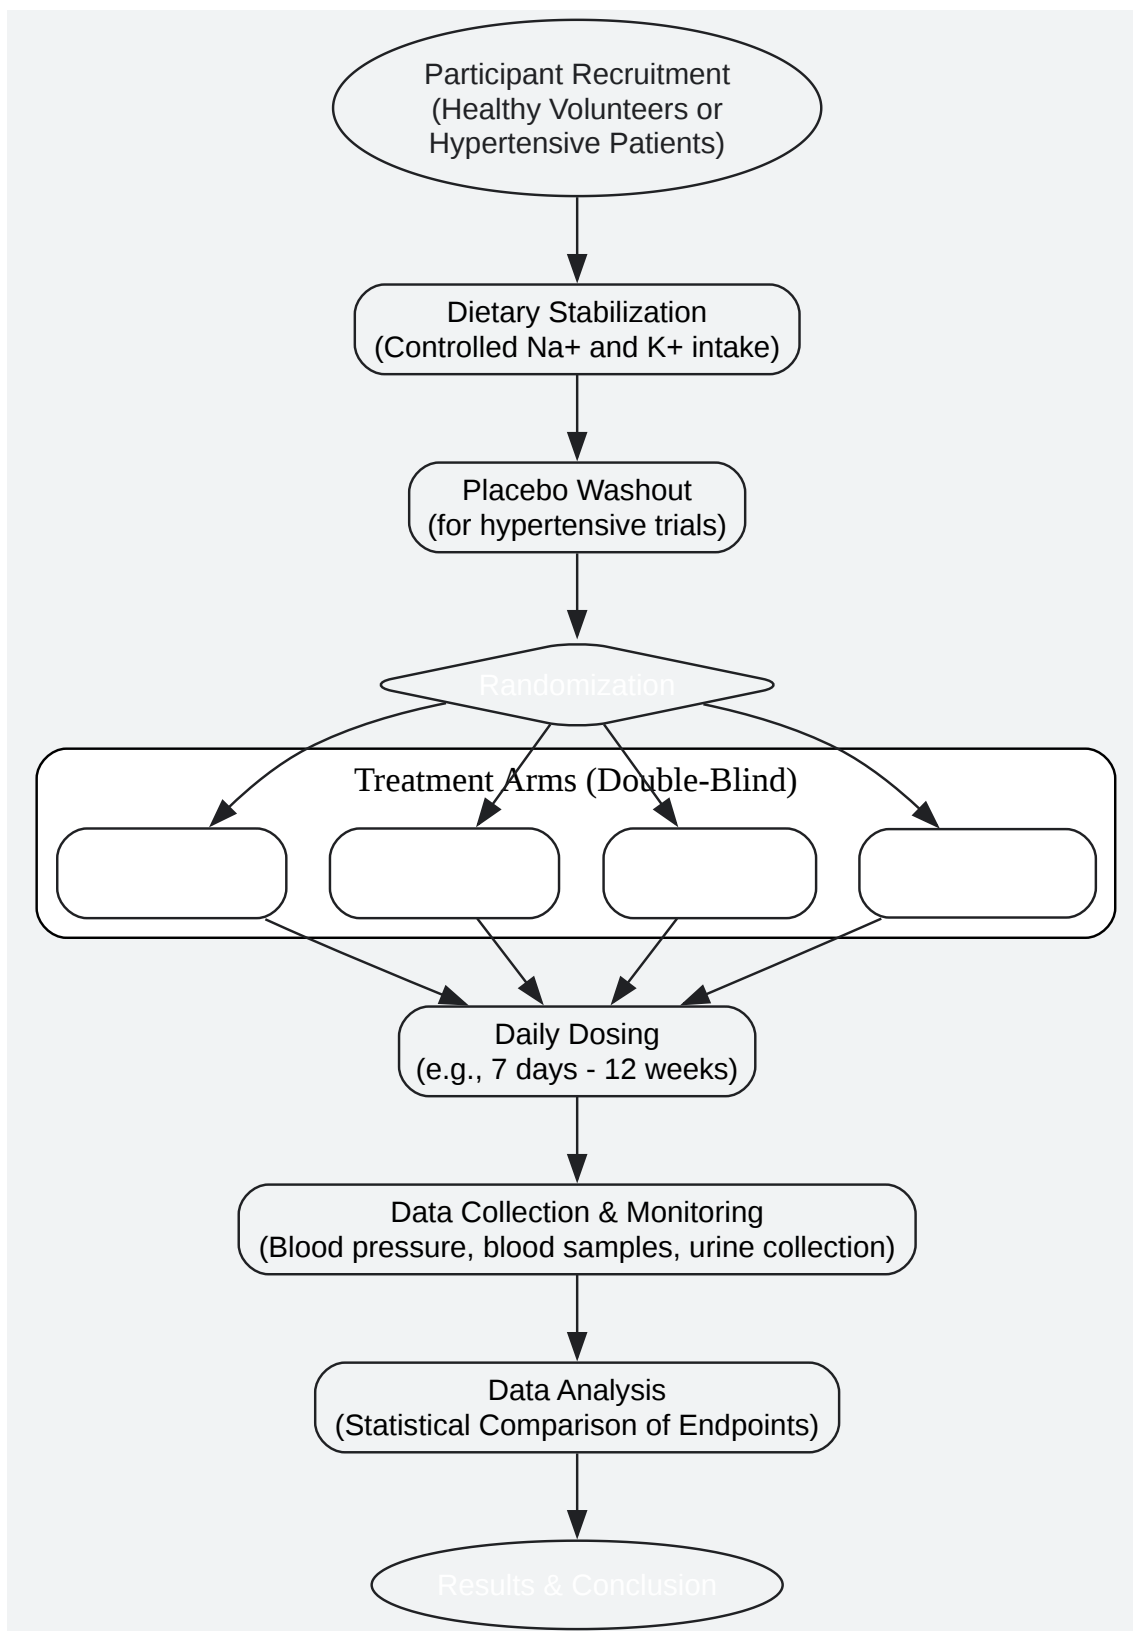 Participant Recruitment
(Healthy Volunteers or
Hypertensive Patients)
Dietary Stabilization
(Controlled Na+ and K+ intake)
Placebo Washout
(for hypertensive trials)
Randomization
Treatment Arms (Double-Blind)
Daily Dosing
(e.g., 7 days - 12 weeks)
Data Collection & Monitoring
(Blood pressure, blood samples, urine collection)
Data Analysis
(Statistical Comparison of Endpoints)
Results & Conclusion